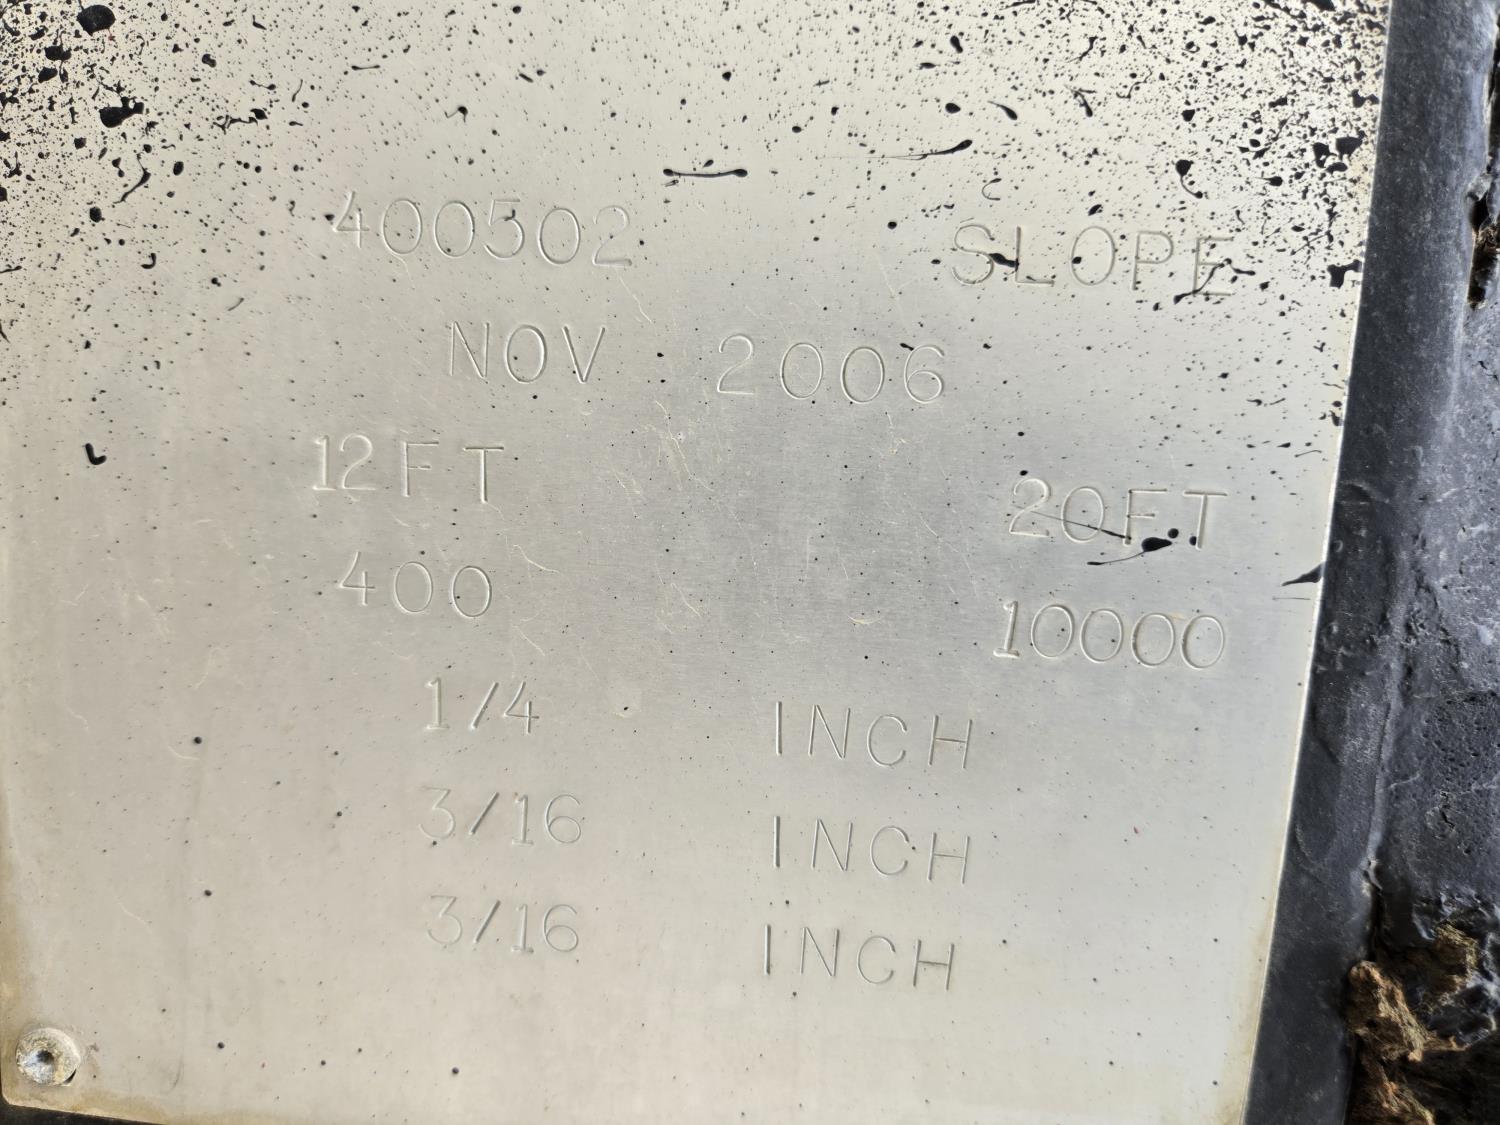 400502 SLOPE
NOV 2006
12FT 20FT
400 10000
1/4 INCH
3/16 INCH
3/16 INCH